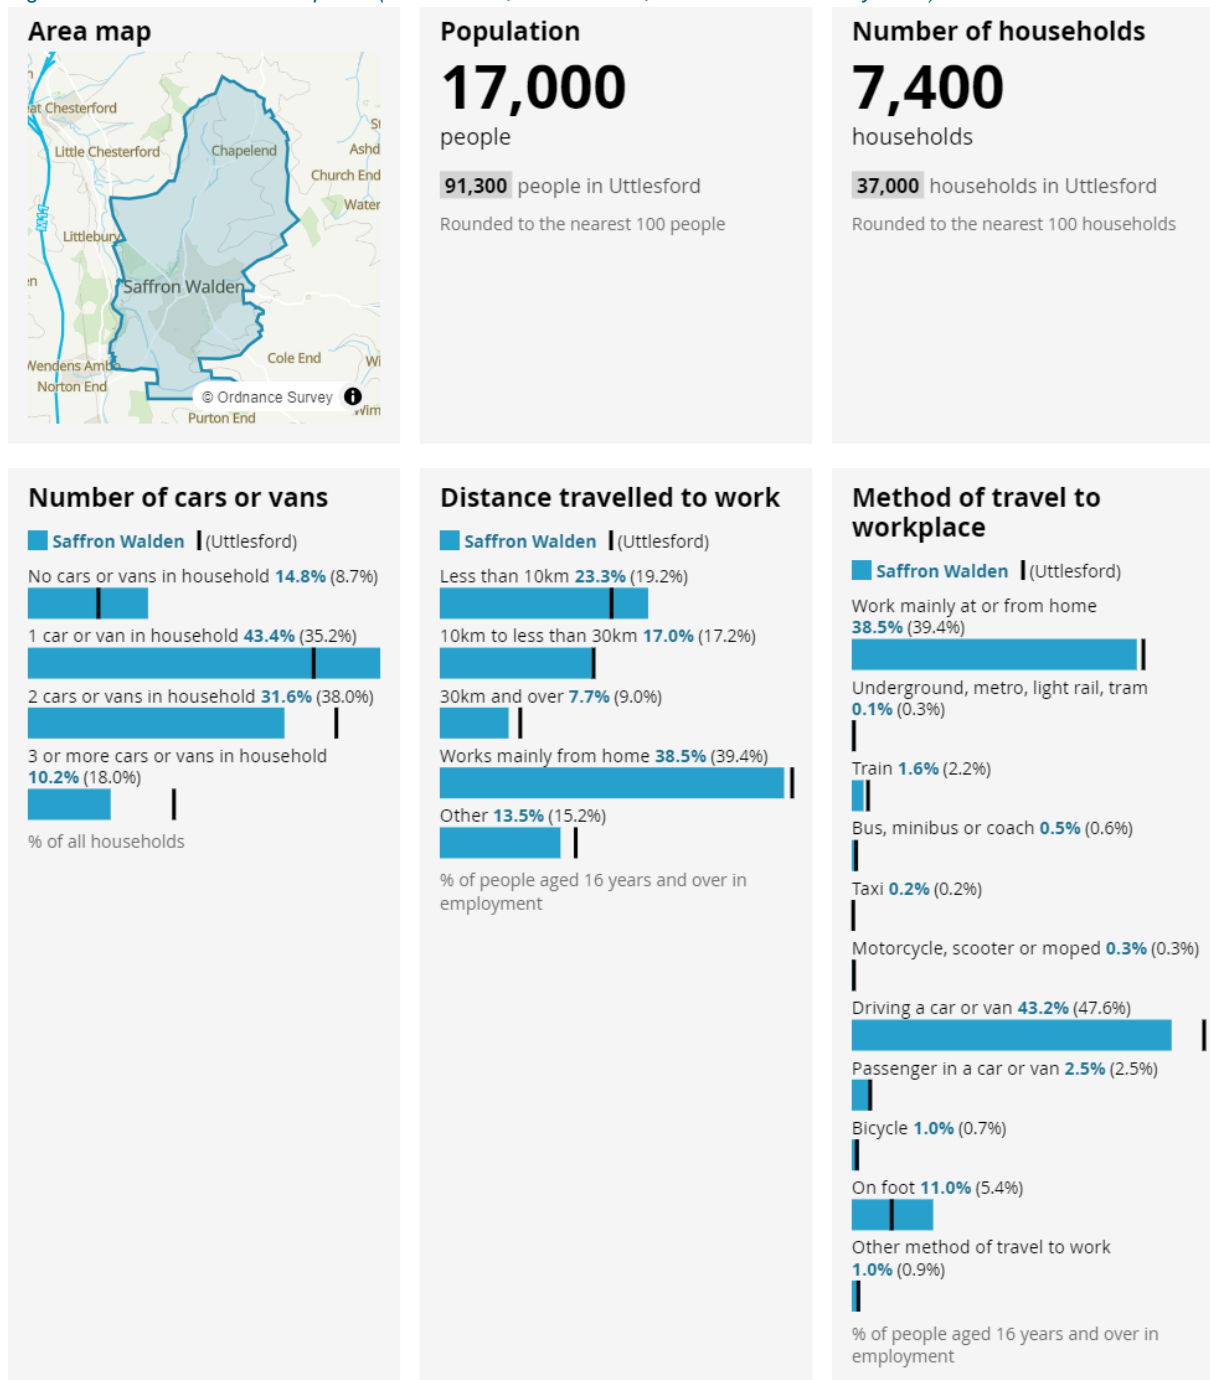 Area map
at Chesterford
Little Chesterford
Chapelend
Ashd
Church End
Water
Littlebury
M11
Saffron Walden
Wendens Ambo
Norton End
Cole End
Wi
© Ordnance Survey
Purton End
Wim
Population
17,000
people
91,300 people in Uttlesford
Rounded to the nearest 100 people
Number of households
7,400
households
37,000 households in Uttlesford
Rounded to the nearest 100 households
Number of cars or vans
Saffron Walden (Uttlesford)
No cars or vans in household 14.8% (8.7%)
1 car or van in household 43.4% (35.2%)
2 cars or vans in household 31.6% (38.0%)
3 or more cars or vans in household
10.2% (18.0%)
% of all households
Distance travelled to work
Saffron Walden (Uttlesford)
Less than 10km 23.3% (19.2%)
10km to less than 30km 17.0% (17.2%)
30km and over 7.7% (9.0%)
Works mainly from home 38.5% (39.4%)
Other 13.5% (15.2%)
% of people aged 16 years and over in
employment
Method of travel to
workplace
Saffron Walden (Uttlesford)
Work mainly at or from home
38.5% (39.4%)
Underground, metro, light rail, tram
0.1% (0.3%)
Train 1.6% (2.2%)
Bus, minibus or coach 0.5% (0.6%)
Taxi 0.2% (0.2%)
Motorcycle, scooter or moped 0.3% (0.3%)
Driving a car or van 43.2% (47.6%)
Passenger in a car or van 2.5% (2.5%)
Bicycle 1.0% (0.7%)
On foot 11.0% (5.4%)
Other method of travel to work
1.0% (0.9%)
% of people aged 16 years and over in
employment